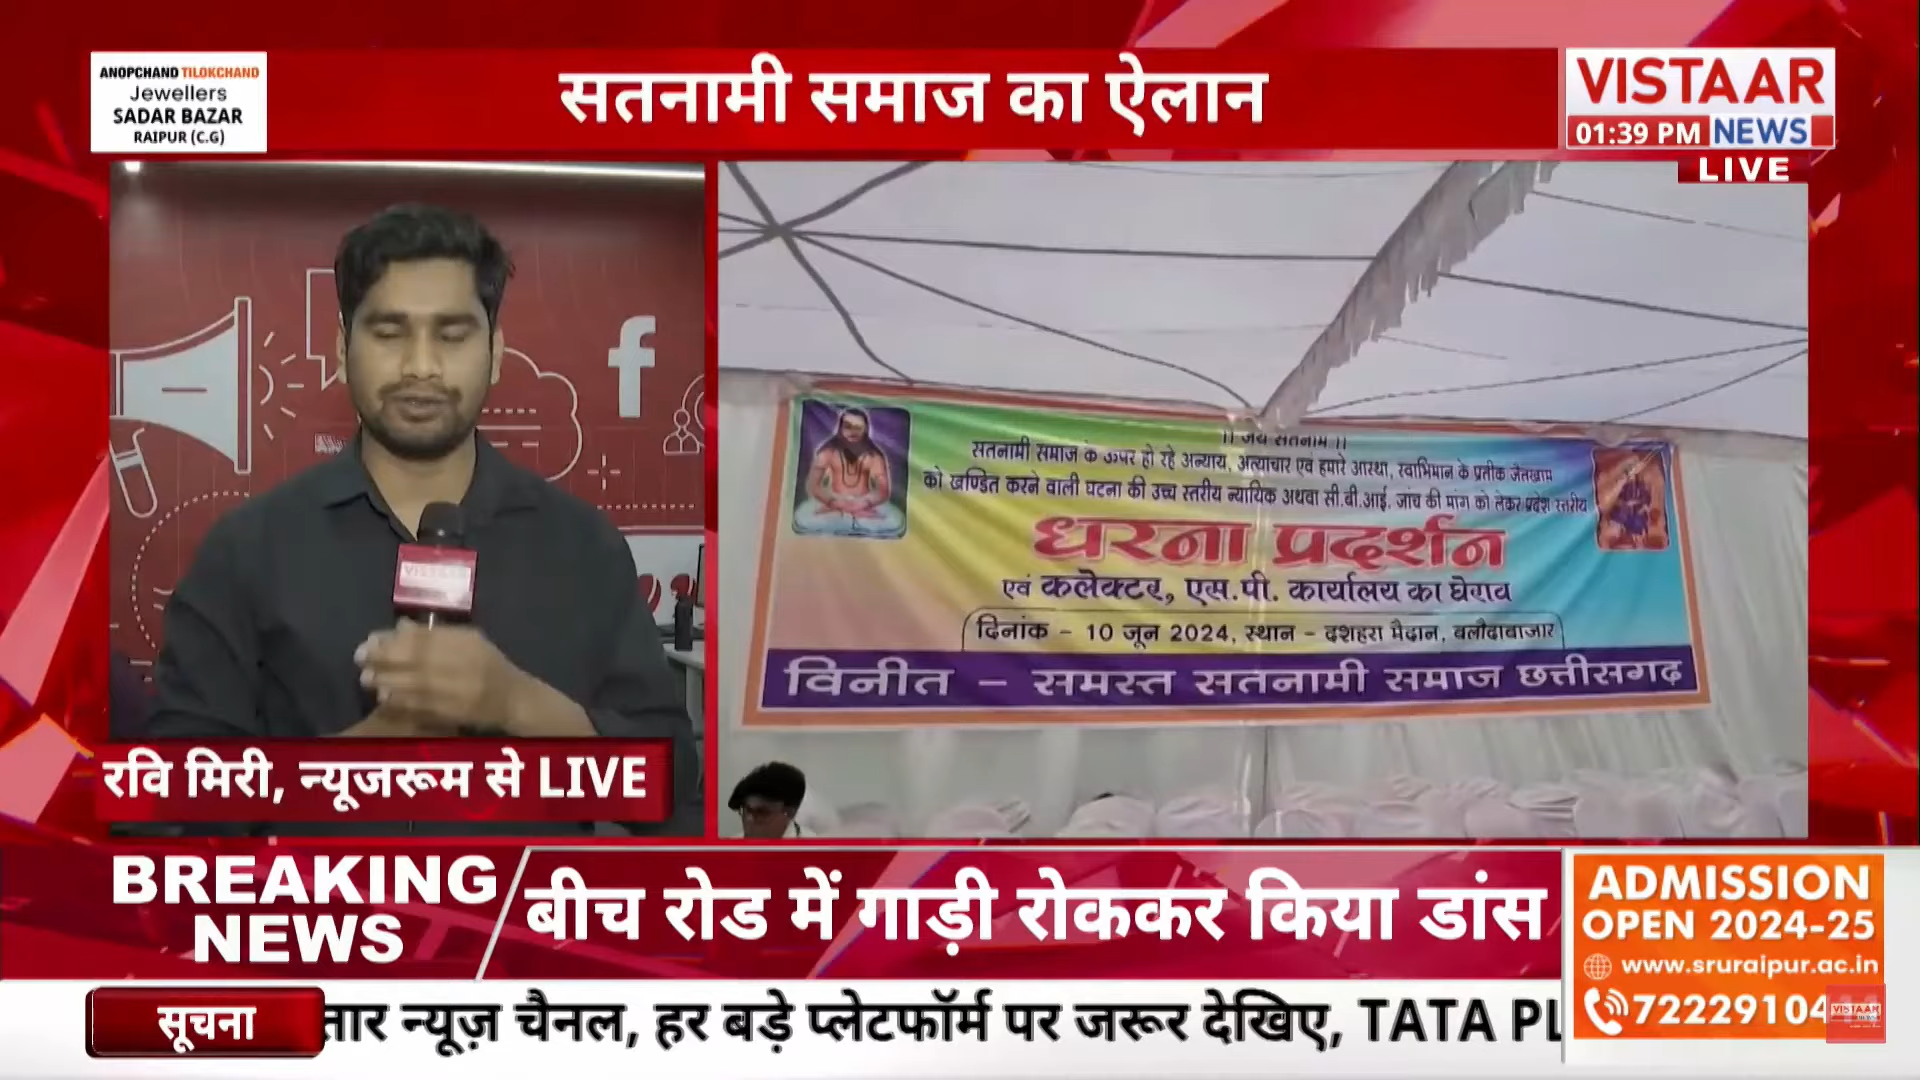 ANOPCHAND TILOKCHAND
Jewellers
SADAR BAZAR
RAIPUR (C.G)
सतनामी समाज का ऐलान
VISTAAR
01:39 PM NEWS
LIVE
f
VISTAAR
रवि मिरी, न्यूजरूम से LIVE
।। जय सतनाम ।।
सतनामी समाज के ऊपर हो रहे अन्याय, अत्याचार एवं हमारे आस्था, स्वाभिमान के प्रतीक जैतखाम
को खण्डित करने वाली घटना की उच्च स्तरीय न्यायिक अथवा सी.बी.आई. जाच की मांग को लेकर प्रदेश स्तरीय
धरना प्रदर्शन
एवं कलेक्टर, एस.पी. कार्यालय का घेराव
दिनांक - 10 जून 2024, स्थान - दशहरा मैदान, बलौदाबाजार
विनीत - समस्त सतनामी समाज छत्तीसगढ़
BREAKING
NEWS
बीच रोड में गाड़ी रोककर किया डांस
ADMISSION
OPEN 2024-25
www.sruraipur.ac.in
72229104
VISTAAR
NEWS
सूचना
तार न्यूज़ चैनल, हर बड़े प्लेटफॉर्म पर जरूर देखिए, TATA PL